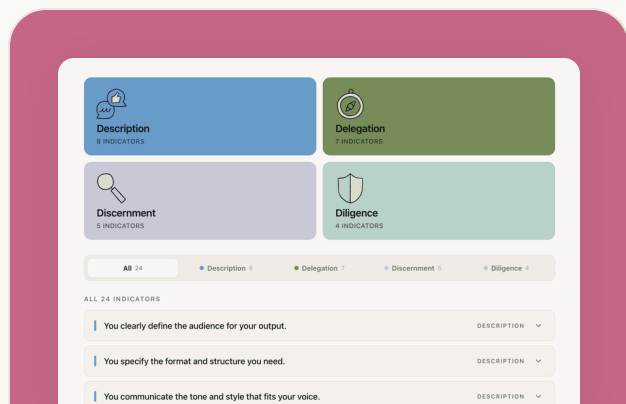 Description
8 INDICATORS
Delegation
7 INDICATORS
Discernment
5 INDICATORS
Diligence
4 INDICATORS
All 24 Description 8 Delegation 7 Discernment 5 Diligence 4
ALL 24 INDICATORS
You clearly define the audience for your output. DESCRIPTION
You specify the format and structure you need. DESCRIPTION
You communicate the tone and style that fits your voice. DESCRIPTION